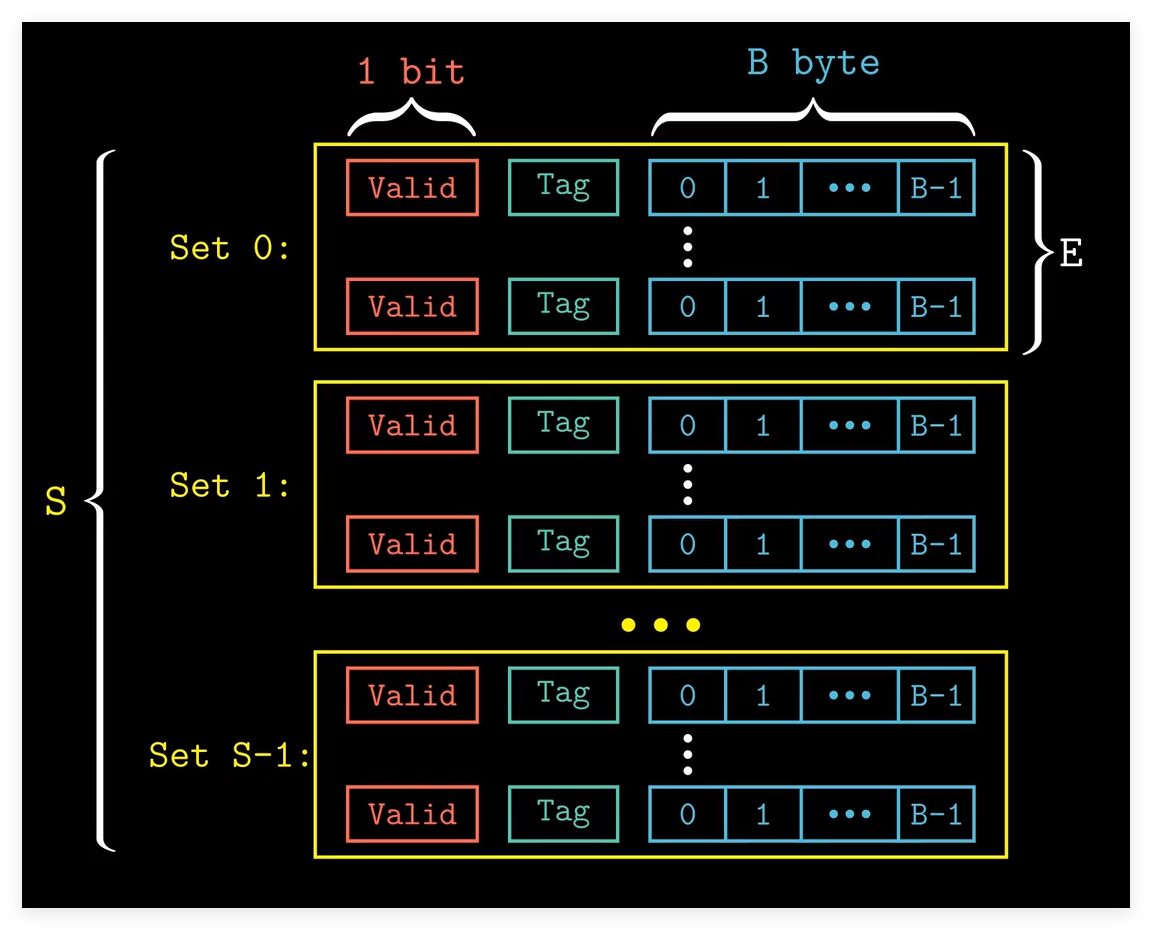 1 bit
B byte
Valid Tag 0 1 ••• B-1
Set 0:
E
Valid Tag 0 1 ••• B-1
Valid Tag 0 1 ••• B-1
S
Set 1:
Valid Tag 0 1 ••• B-1
•••
Valid Tag 0 1 ••• B-1
Set S-1:
Valid Tag 0 1 ••• B-1